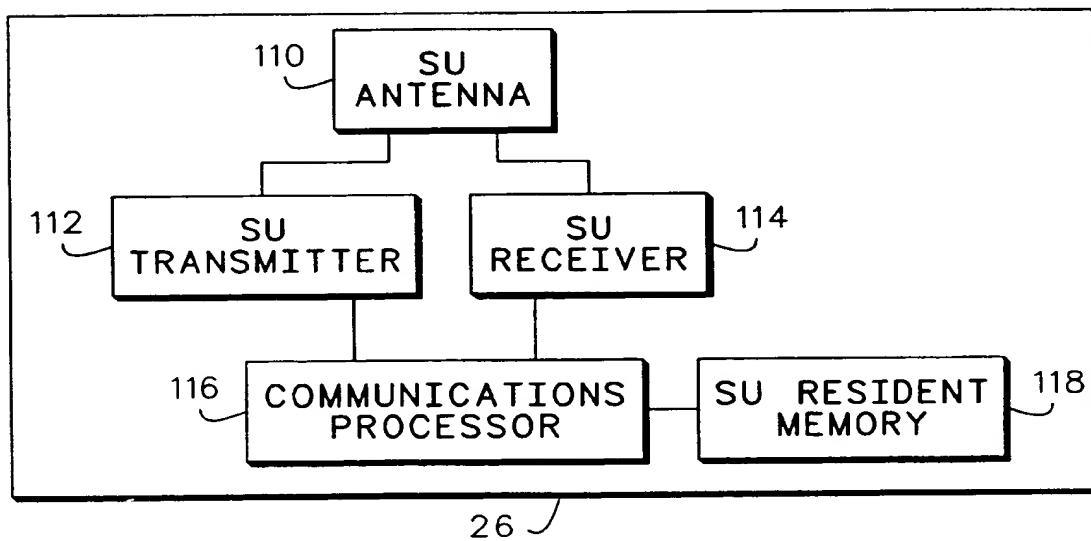 110
SU
ANTENNA
112
SU
TRANSMITTER
SU
RECEIVER
114
116
COMMUNICATIONS
PROCESSOR
SU RESIDENT
MEMORY
118
26